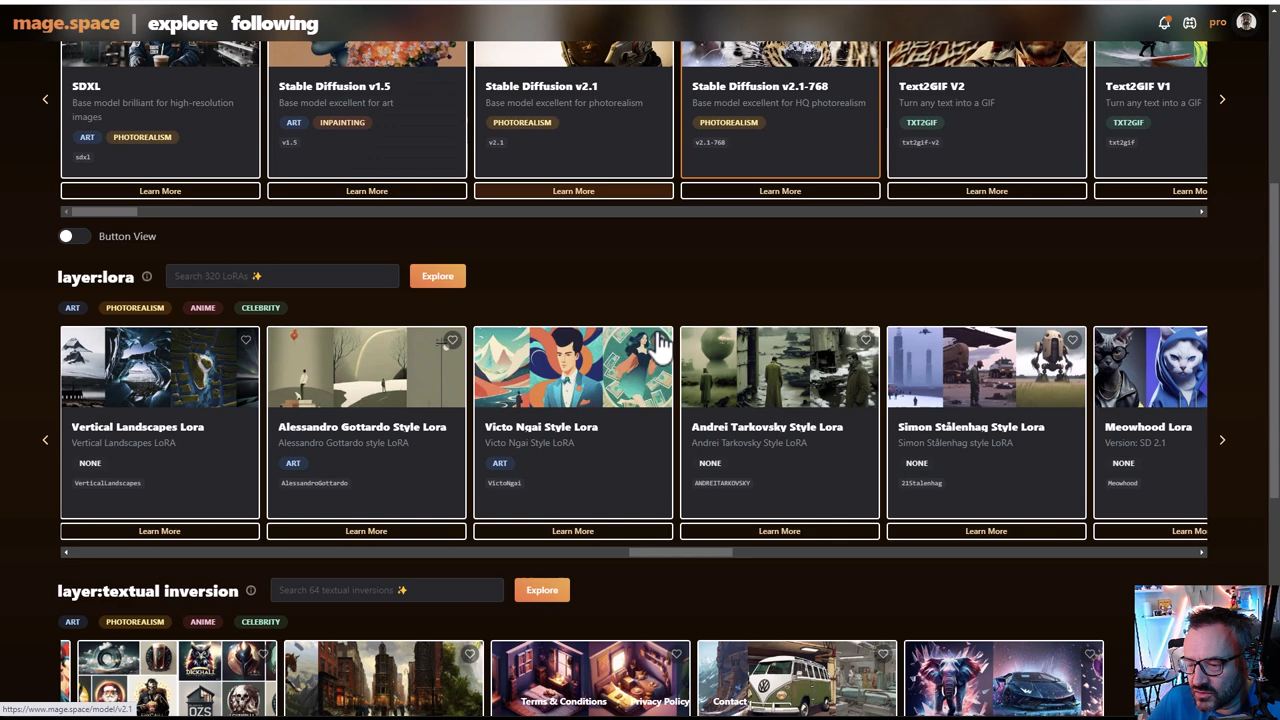 mage.space | explore following
pro
SDXL
Base model brilliant for high-resolution
images
ART PHOTOREALISM
sdxl
Learn More
Stable Diffusion v1.5
Base model excellent for art
ART INPAINTING
v1.5
Learn More
Stable Diffusion v2.1
Base model excellent for photorealism
PHOTOREALISM
v2.1
Learn More
Stable Diffusion v2.1-768
Base model excellent for HQ photorealism
PHOTOREALISM
v2.1-768
Learn More
Text2GIF V2
Turn any text into a GIF
TXT2GIF
txt2gif-v2
Learn More
Text2GIF V1
Turn any text into a GIF
TXT2GIF
txt2gif
Learn Mo
Button View
layer:lora
Search 320 LoRAs ✨
Explore
ART PHOTOREALISM ANIME CELEBRITY
Vertical Landscapes Lora
Vertical Landscapes LoRA
NONE
VerticalLandscapes
Learn More
Alessandro Gottardo Style Lora
Alessandro Gottardo style LoRA
ART
AlessandroGottardo
Learn More
Victo Ngai Style Lora
Victo Ngai Style LoRA
ART
VictoNgai
Learn More
Andrei Tarkovsky Style Lora
Andrei Tarkovsky Style LoRA
NONE
ANDREITARKOVSKY
Learn More
Simon Stålenhag Style Lora
Simon Stålenhag style LoRA
NONE
21Stalenhag
Learn More
Meowhood Lora
Version: SD 2.1
NONE
Meowhood
Learn Mo
layer:textual inversion
Search 64 textual inversions ✨
Explore
ART PHOTOREALISM ANIME CELEBRITY
OZS
Terms & Conditions Privacy Policy Contact
https://www.mage.space/model/v2.1